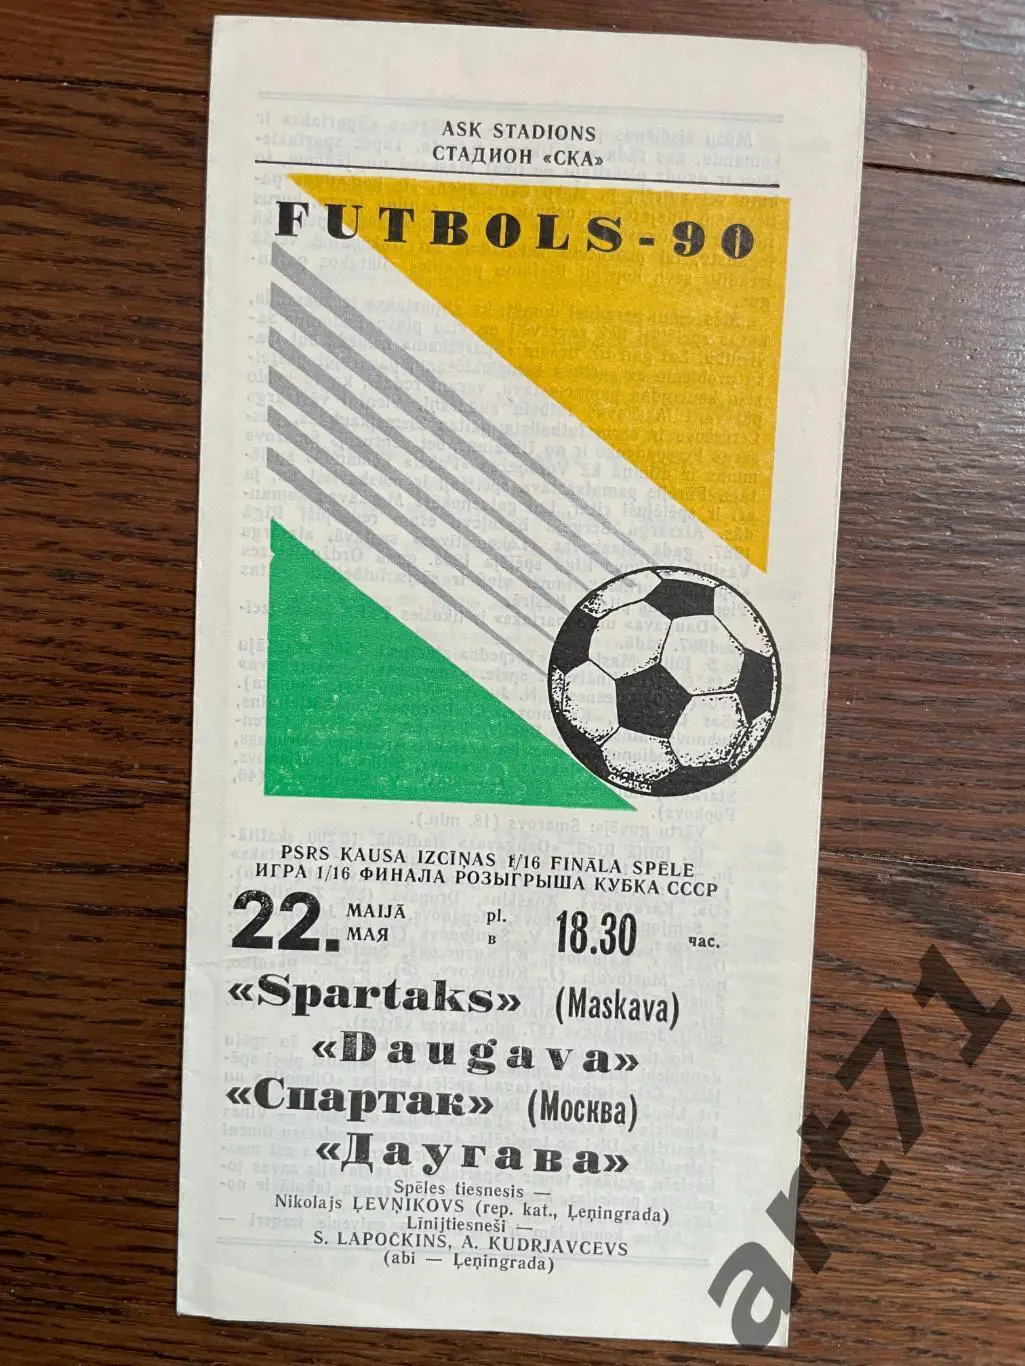 ASK STADIONS
СТАДИОН «СКА»
FUTBOLS-90
PSRS KAUSA IZCIŅAS 1/16 FINĀLA SPĒLE
ИГРА 1/16 ФИНАЛА РОЗЫГРЫША КУБКА СССР
22. MAIJĀ pl. 18.30 час.
МАЯ в
«Spartaks» (Maskava)
«Daugava»
«Спартак» (Москва)
«Даугава»
Spēles tiesnesis —
Nikolajs ĻEVŅIKOVS (rep. kat., Ļeņingrada)
Līnijtiesneši —
S. LAPOČKINS, A. KUDRJAVCEVS
(abi — Ļeņingrada)
art71